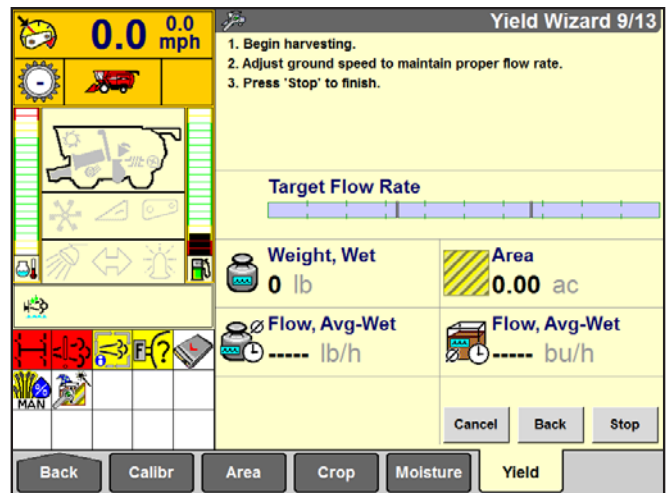 0.0 0.0
mph
Yield Wizard 9/13
1. Begin harvesting.
2. Adjust ground speed to maintain proper flow rate.
3. Press 'Stop' to finish.
Target Flow Rate
Weight, Wet
0 lb
Area
0.00 ac
Flow, Avg-Wet
----- lb/h
Flow, Avg-Wet
----- bu/h
F(?
MAN
Cancel Back Stop
Back Calibr Area Crop Moisture Yield